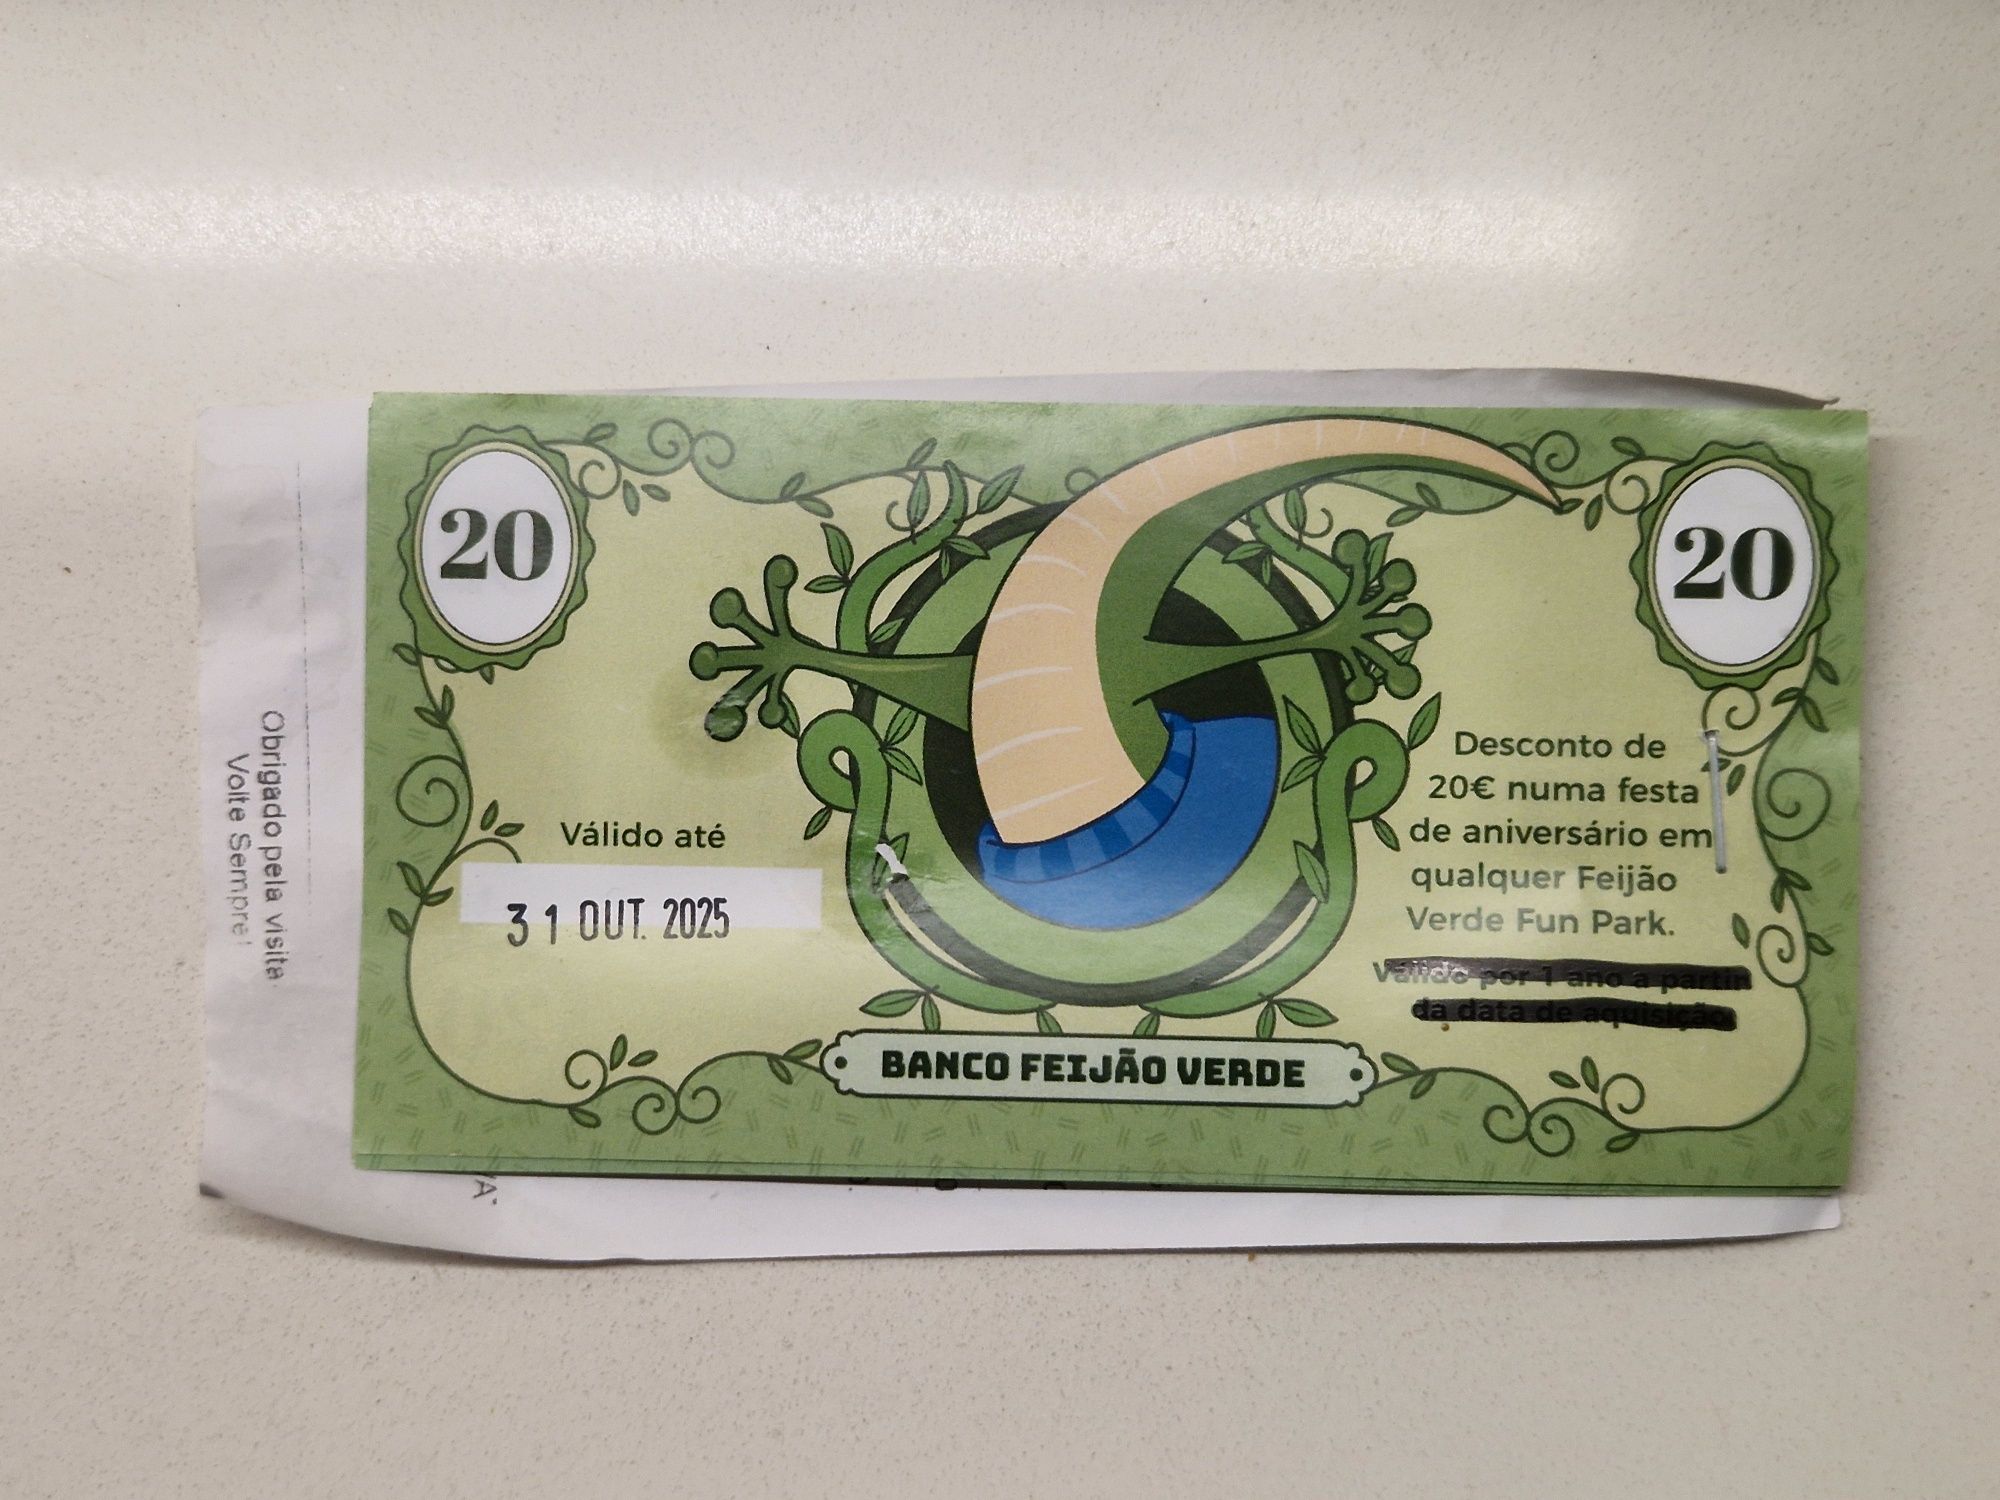 20
20
Válido até
31 OUT. 2025
Desconto de
20€ numa festa
de aniversário em
qualquer Feijão
Verde Fun Park.
Válido por 1 ano a partir
da data de aquisição
BANCO FEIJÃO VERDE
Obrigado pela visita
Volte Sempre!